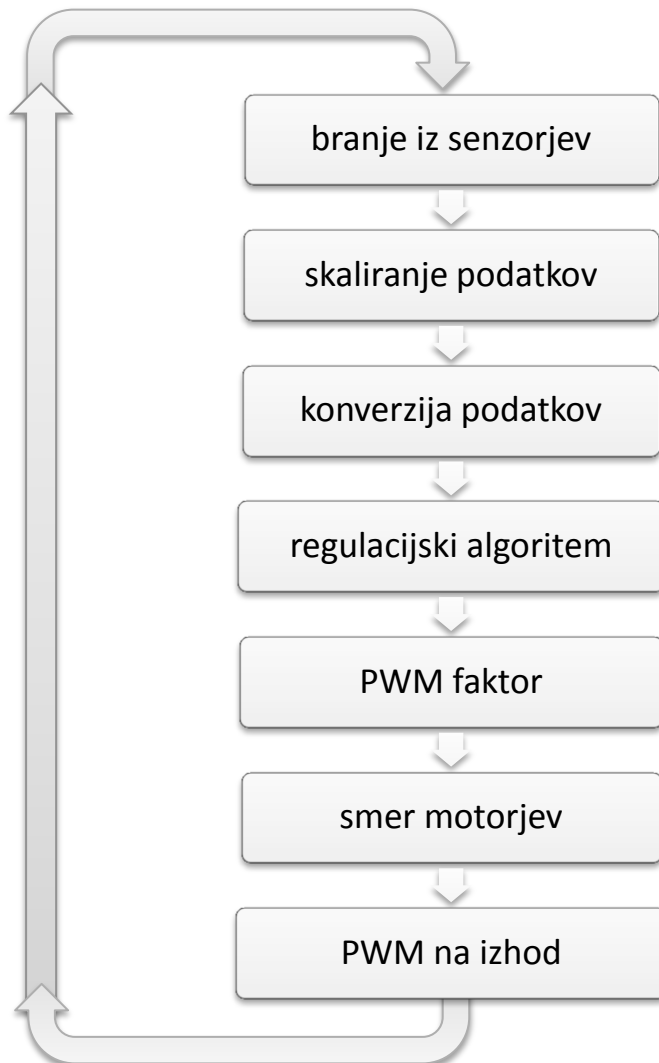 branje iz senzorjev
skaliranje podatkov
konverzija podatkov
regulacijski algoritem
PWM faktor
smer motorjev
PWM na izhod